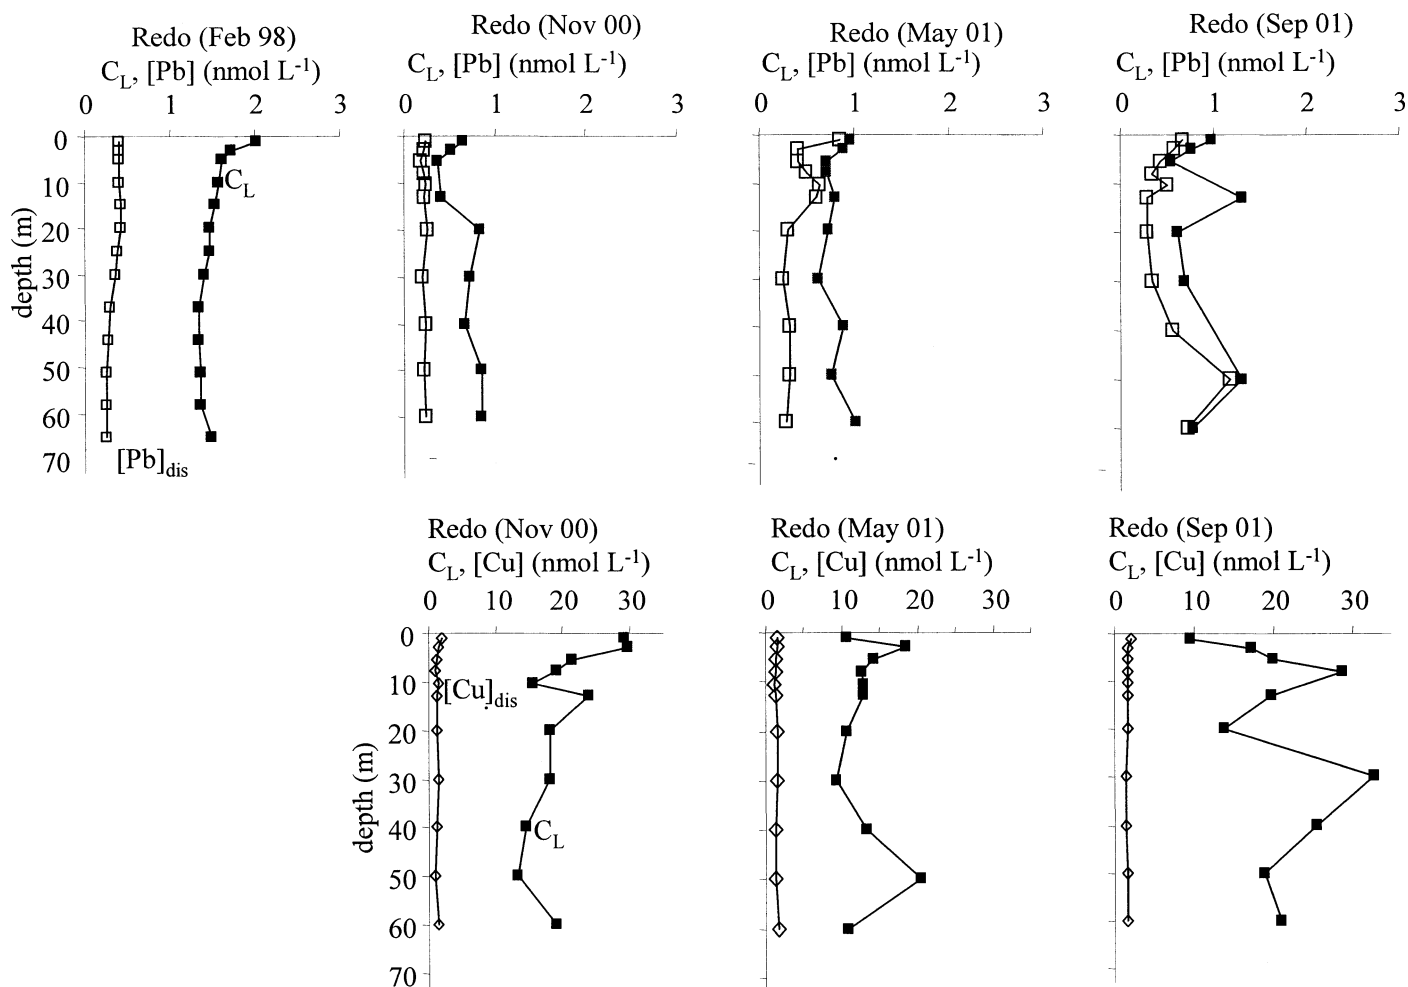 Redo (Feb 98)
C_L, [Pb] (nmol L⁻¹)
0 1 2 3
Redo (Nov 00)
C_L, [Pb] (nmol L⁻¹)
0 1 2 3
Redo (May 01)
C_L, [Pb] (nmol L⁻¹)
0 1 2 3
Redo (Sep 01)
C_L, [Pb] (nmol L⁻¹)
0 1 2 3
depth (m)
0
10
20
30
40
50
60
70
C_L
[Pb]_dis
Redo (Nov 00)
C_L, [Cu] (nmol L⁻¹)
0 10 20 30
Redo (May 01)
C_L, [Cu] (nmol L⁻¹)
0 10 20 30
Redo (Sep 01)
C_L, [Cu] (nmol L⁻¹)
0 10 20 30
depth (m)
0
10
20
30
40
50
60
70
[Cu]_dis
C_L